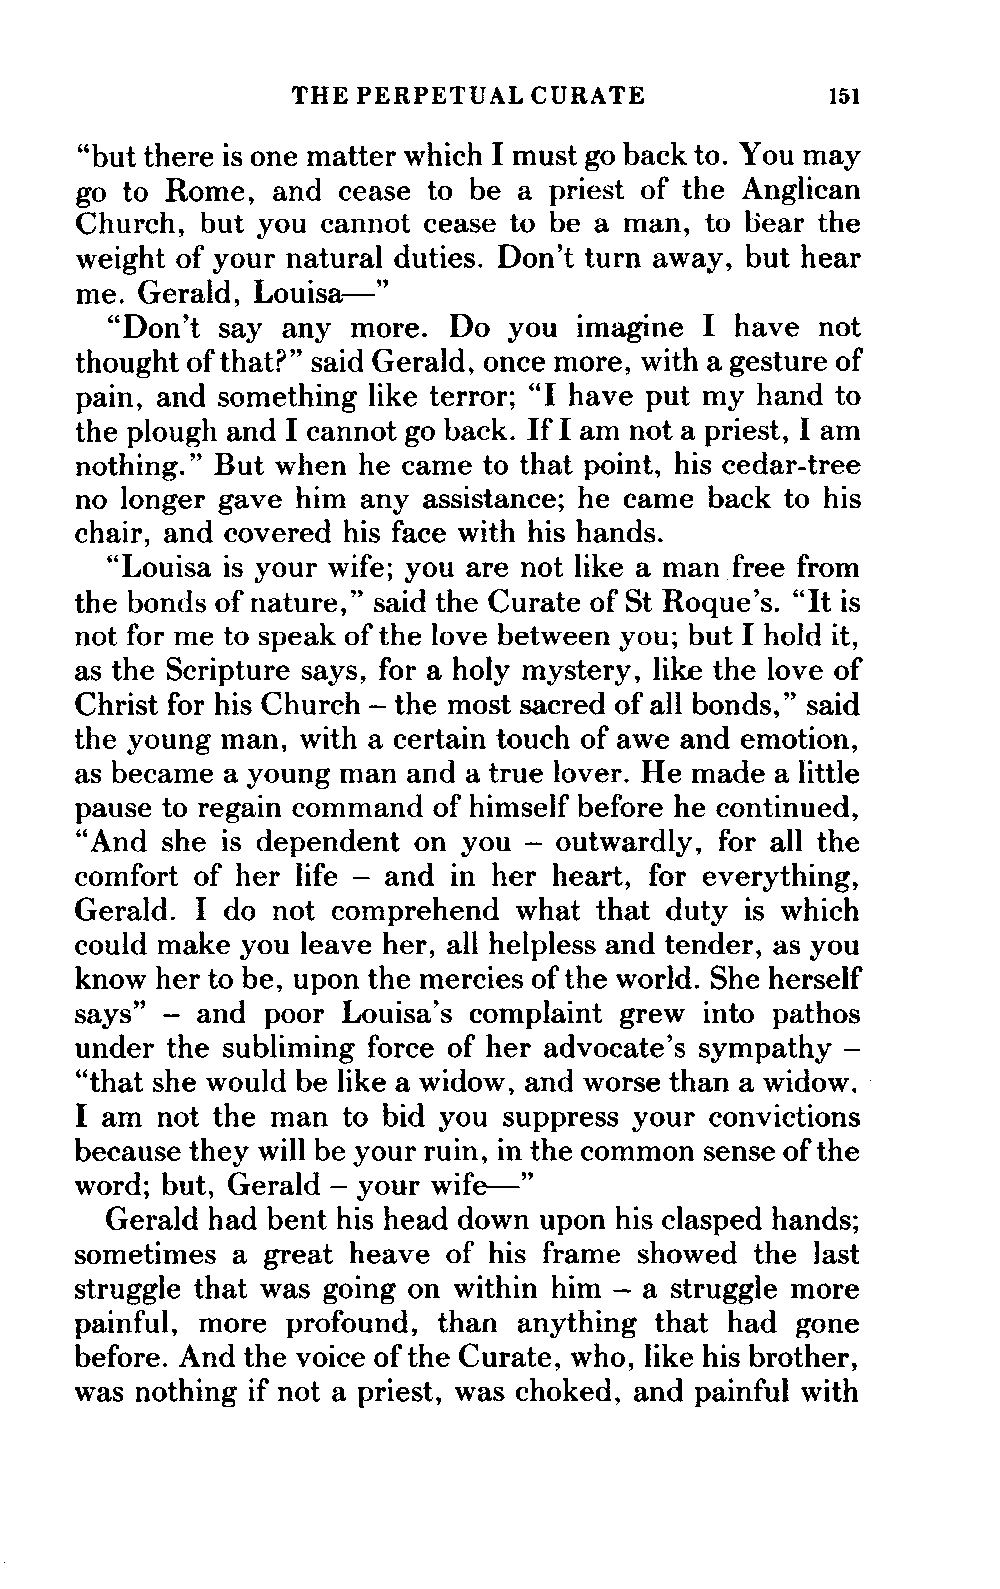 THE PERPETUAL CURATE 151
“but there is one matter which I must go back to. You may
go to Rome, and cease to be a priest of the Anglican
Church, but you cannot cease to be a man, to bear the
weight of your natural duties. Don’t turn away, but hear
me. Gerald, Louisa—”
“Don’t say any more. Do you imagine I have not
thought of that?” said Gerald, once more, with a gesture of
pain, and something like terror; “I have put my hand to
the plough and I cannot go back. If I am not a priest, I am
nothing.” But when he came to that point, his cedar-tree
no longer gave him any assistance; he came back to his
chair, and covered his face with his hands.
“Louisa is your wife; you are not like a man free from
the bonds of nature,” said the Curate of St Roque’s. “It is
not for me to speak of the love between you; but I hold it,
as the Scripture says, for a holy mystery, like the love of
Christ for his Church – the most sacred of all bonds,” said
the young man, with a certain touch of awe and emotion,
as became a young man and a true lover. He made a little
pause to regain command of himself before he continued,
“And she is dependent on you – outwardly, for all the
comfort of her life – and in her heart, for everything,
Gerald. I do not comprehend what that duty is which
could make you leave her, all helpless and tender, as you
know her to be, upon the mercies of the world. She herself
says” – and poor Louisa’s complaint grew into pathos
under the subliming force of her advocate’s sympathy –
“that she would be like a widow, and worse than a widow.
I am not the man to bid you suppress your convictions
because they will be your ruin, in the common sense of the
word; but, Gerald – your wife—”
Gerald had bent his head down upon his clasped hands;
sometimes a great heave of his frame showed the last
struggle that was going on within him – a struggle more
painful, more profound, than anything that had gone
before. And the voice of the Curate, who, like his brother,
was nothing if not a priest, was choked, and painful with